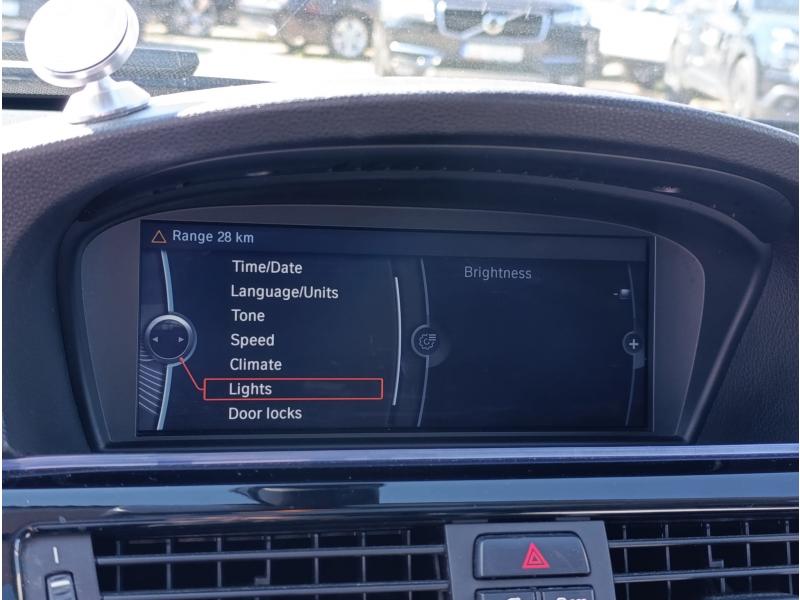 Range 28 km
Time/Date
Brightness
Language/Units
Tone
Speed
Climate
Lights
Door locks